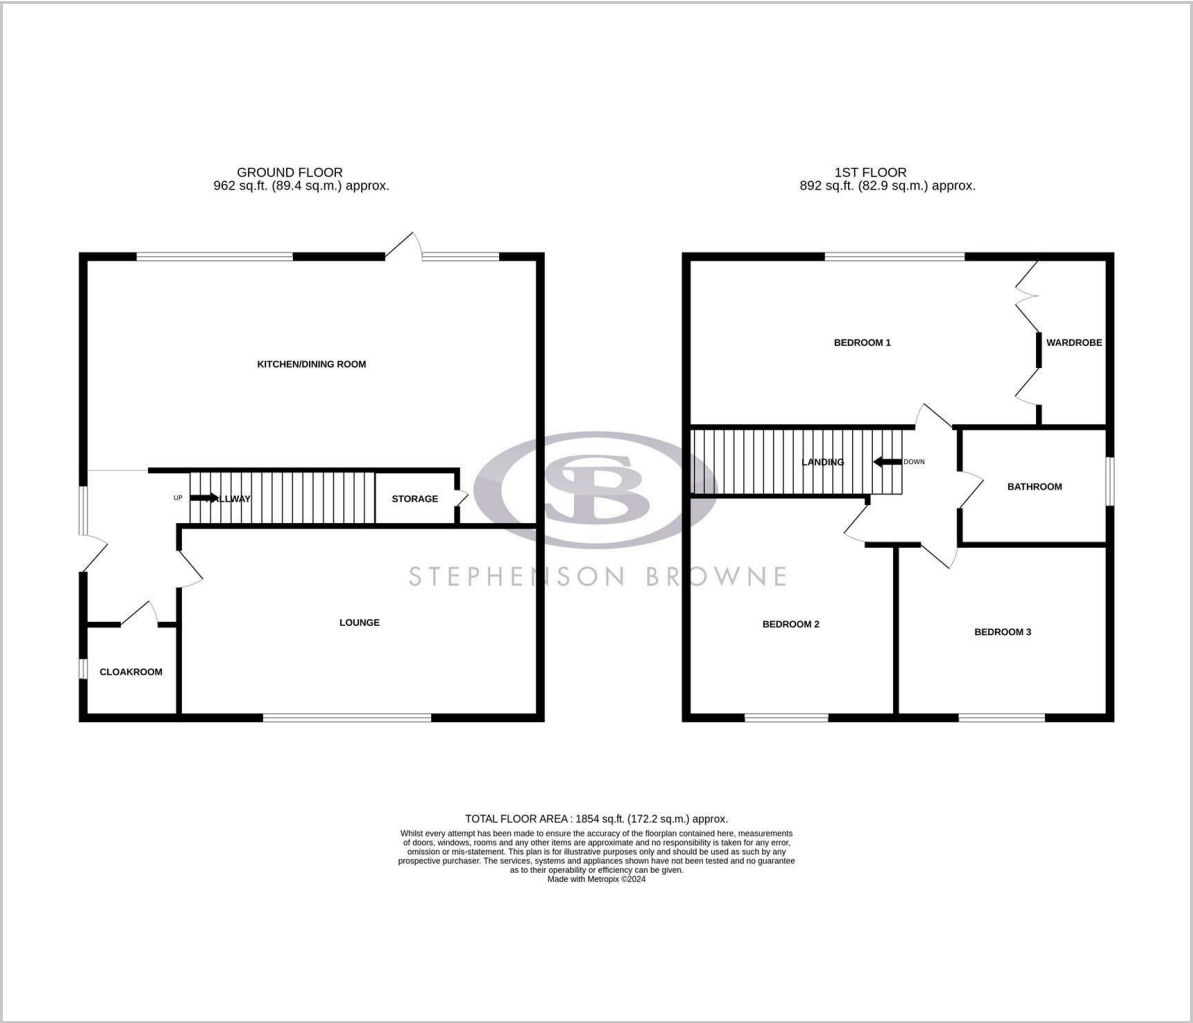 GROUND FLOOR
962 sq.ft. (89.4 sq.m.) approx.
1ST FLOOR
892 sq.ft. (82.9 sq.m.) approx.
KITCHEN/DINING ROOM
UP
HALLWAY
STORAGE
LOUNGE
CLOAKROOM
BEDROOM 1
WARDROBE
LANDING
DOWN
BATHROOM
BEDROOM 2
BEDROOM 3
SB
STEPHENSON BROWNE
TOTAL FLOOR AREA : 1854 sq.ft. (172.2 sq.m.) approx.
Whilst every attempt has been made to ensure the accuracy of the floorplan contained here, measurements
of doors, windows, rooms and any other items are approximate and no responsibility is taken for any error,
omission or mis-statement. This plan is for illustrative purposes only and should be used as such by any
prospective purchaser. The services, systems and appliances shown have not been tested and no guarantee
as to their operability or efficiency can be given.
Made with Metropix ©2024